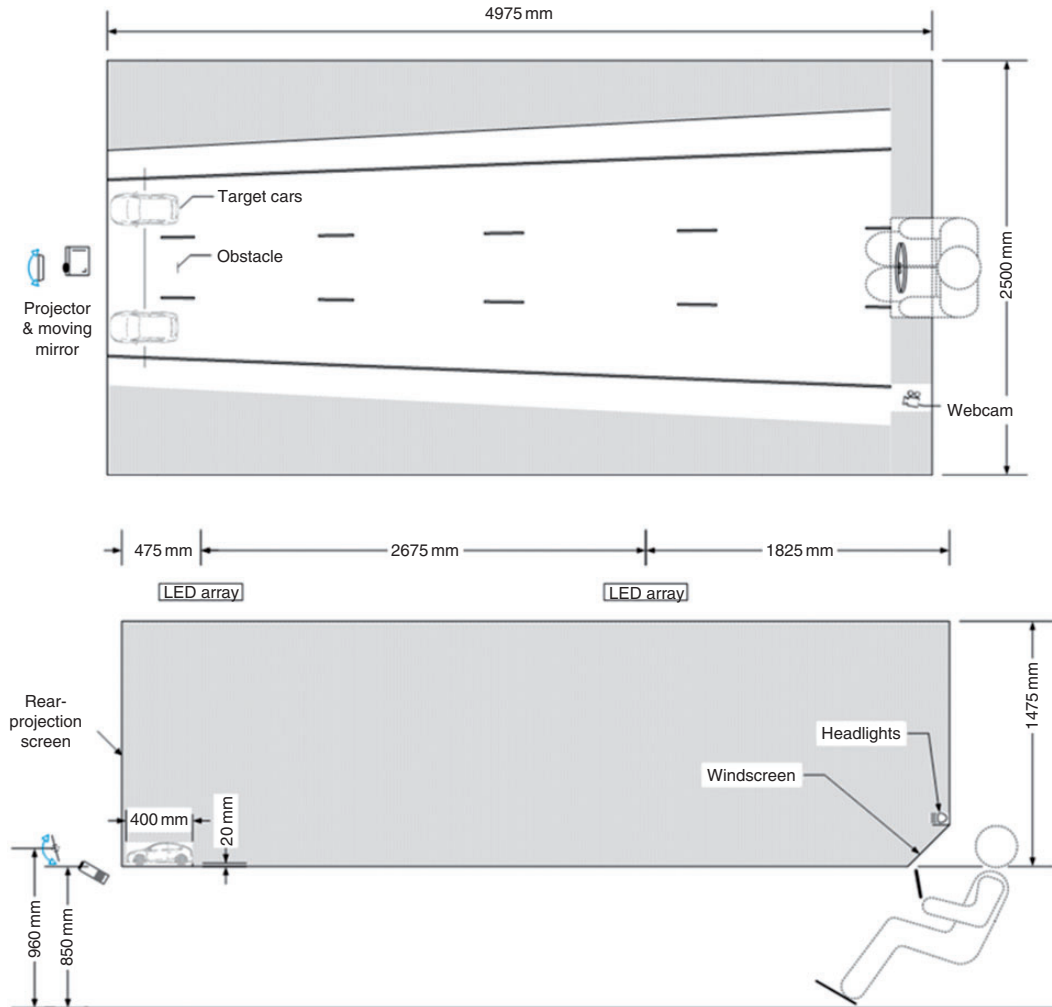 4975 mm
Target cars
Obstacle
Projector
& moving
mirror
2500 mm
Webcam
475 mm
2675 mm
1825 mm
LED array
LED array
Rear-
projection
screen
1475 mm
Headlights
Windscreen
400 mm
20 mm
960 mm
850 mm